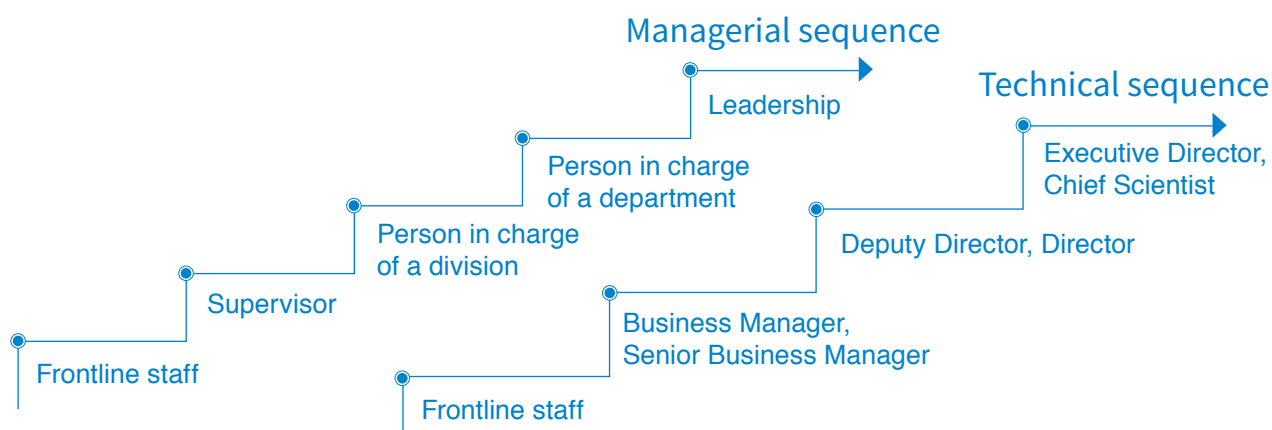 Managerial sequence
Leadership
Person in charge
of a department
Person in charge
of a division
Supervisor
Frontline staff
Technical sequence
Executive Director,
Chief Scientist
Deputy Director, Director
Business Manager,
Senior Business Manager
Frontline staff